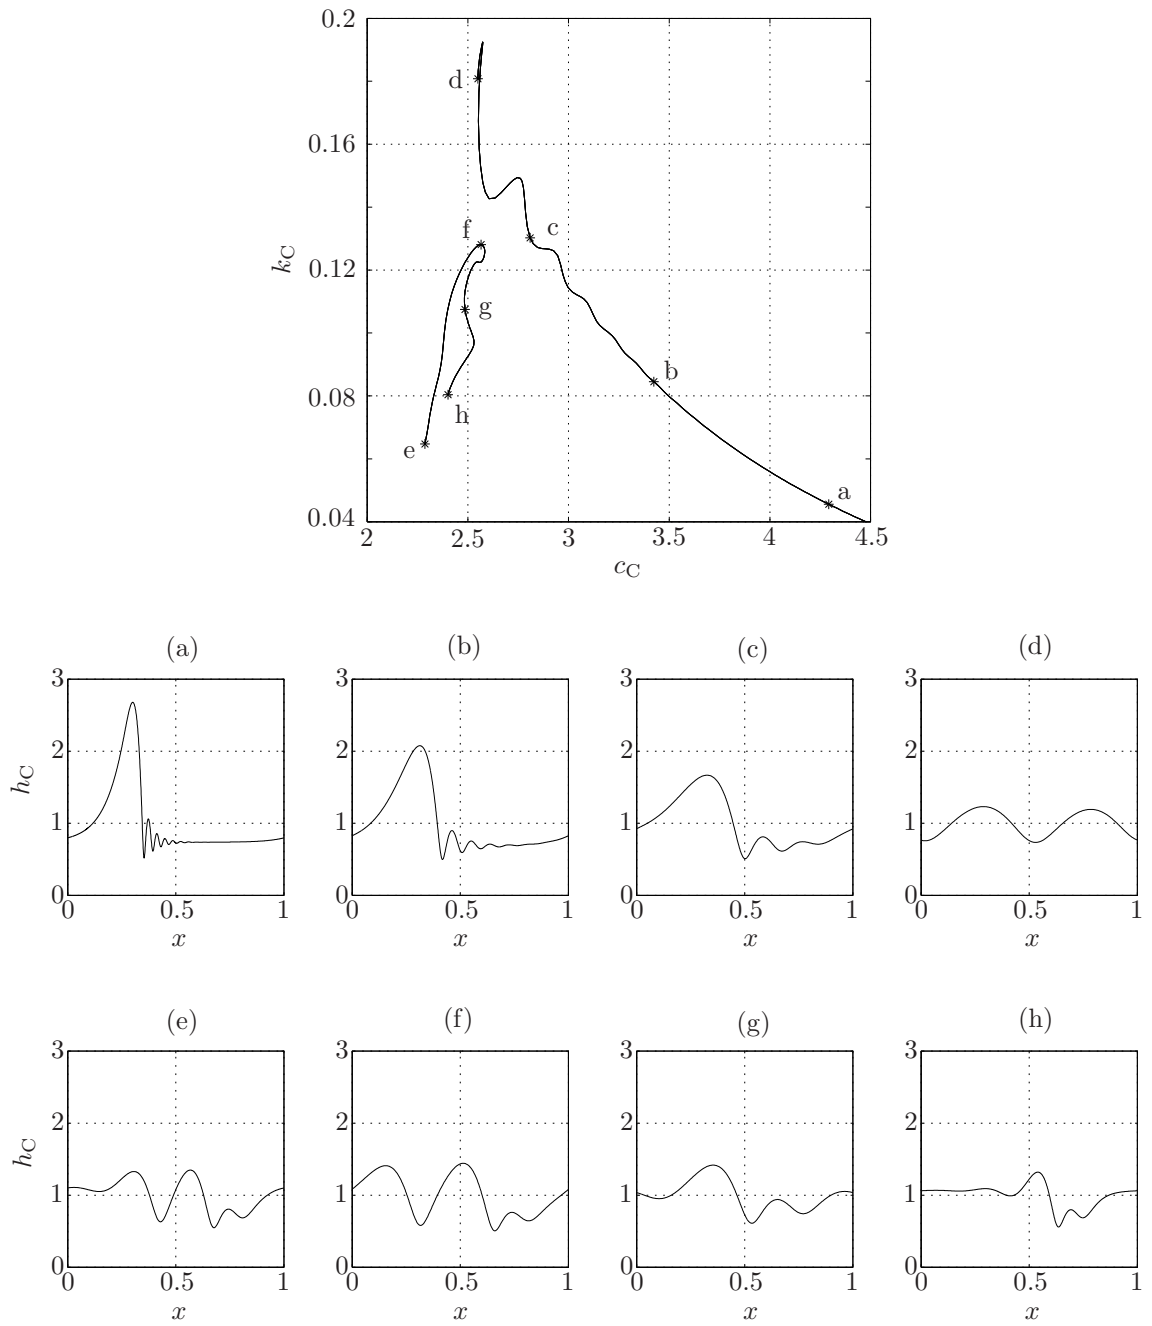 0.2
d
0.16
f
c
k_C
0.12
g
b
0.08
h
e
a
0.04
2 2.5 3 3.5 4 4.5
c_C
(a) (b) (c) (d)
3 3 3 3
2 2 2 2
h_C
1 1 1 1
0 0 0 0
0 0.5 1 0 0.5 1 0 0.5 1 0 0.5 1
x x x x
(e) (f) (g) (h)
3 3 3 3
2 2 2 2
h_C
1 1 1 1
0 0 0 0
0 0.5 1 0 0.5 1 0 0.5 1 0 0.5 1
x x x x